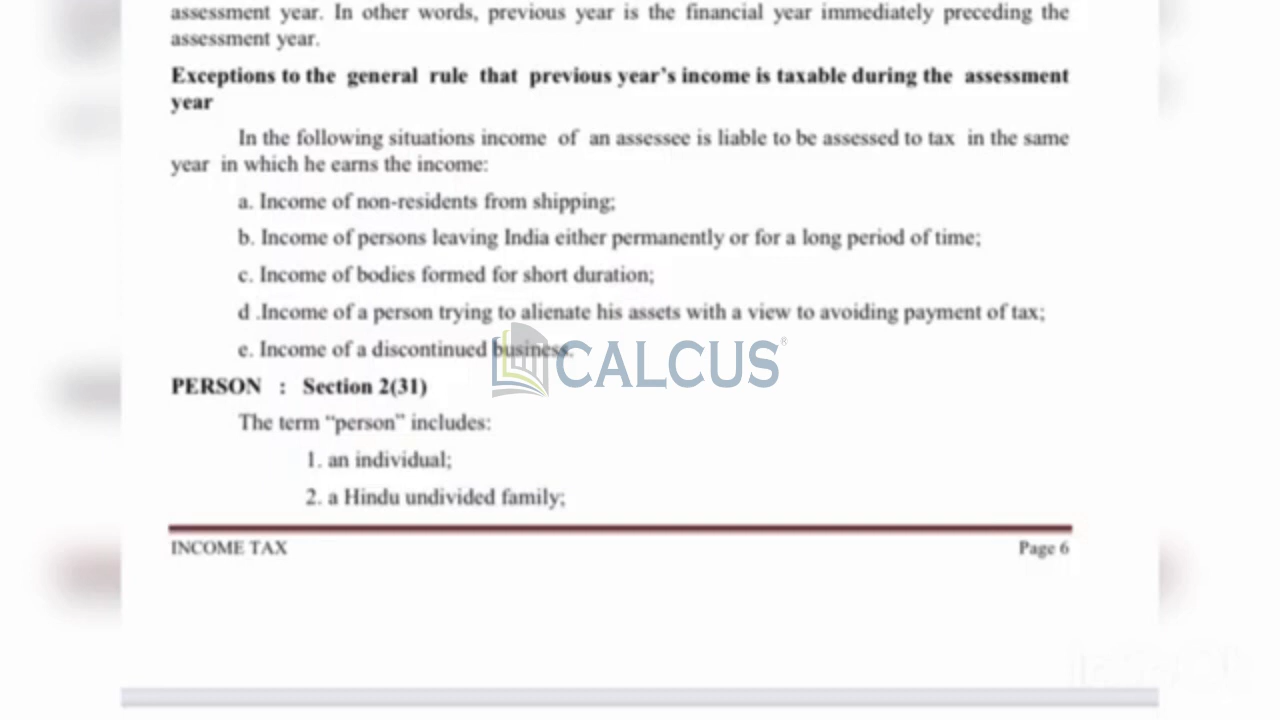 assessment year. In other words, previous year is the financial year immediately preceding the
assessment year.
Exceptions to the general rule that previous year's income is taxable during the assessment
year
In the following situations income of an assessee is liable to be assessed to tax in the same
year in which he earns the income:
a. Income of non-residents from shipping;
b. Income of persons leaving India either permanently or for a long period of time;
c. Income of bodies formed for short duration;
d .Income of a person trying to alienate his assets with a view to avoiding payment of tax;
e. Income of a discontinued business.
CALCUS®
PERSON : Section 2(31)
The term “person” includes:
1. an individual;
2. a Hindu undivided family;
INCOME TAX Page 6